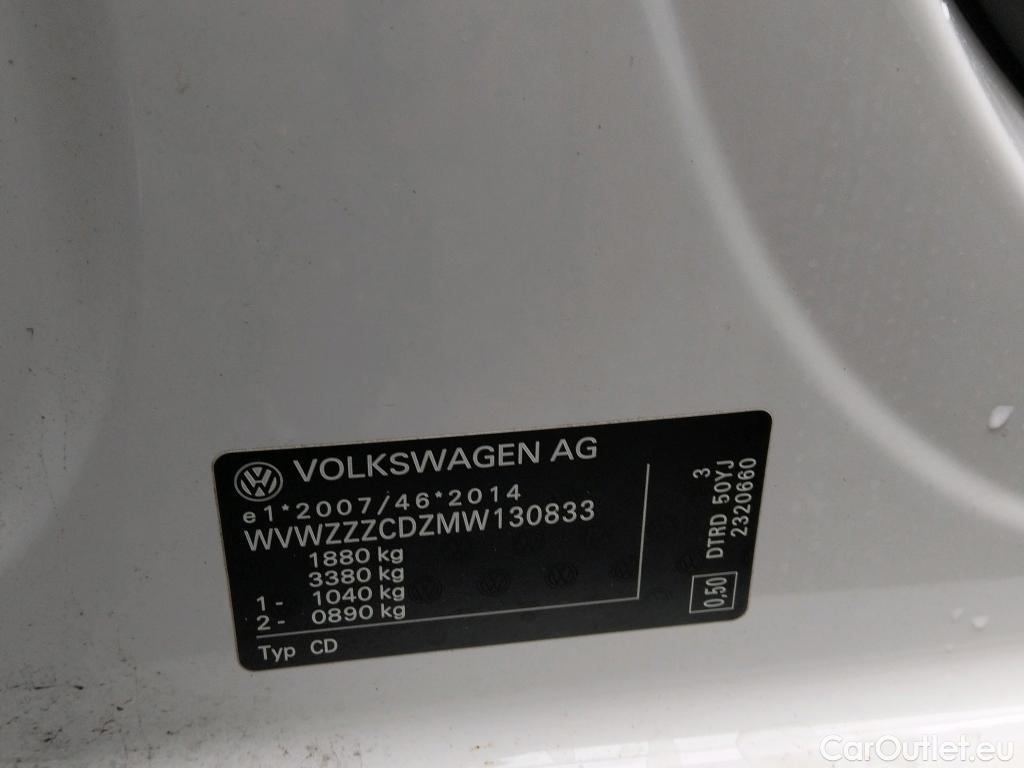 VOLKSWAGEN AG
e1*2007/46*2014
WVWZZZCDZMW130833
1880 kg
3380 kg
1- 1040 kg
2- 0890 kg
Typ CD
0,50
DTRD 50YJ
3
2320660
CarOutlet.eu